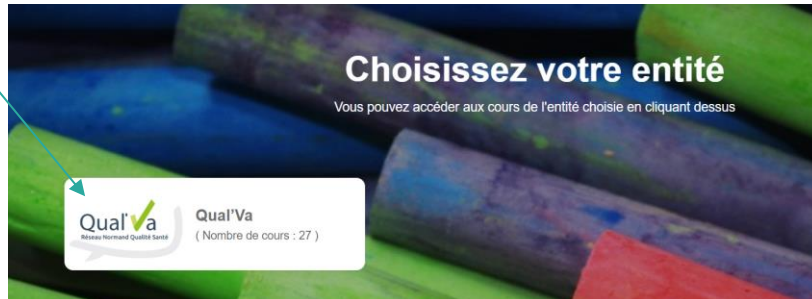 Choisissez votre entité
Vous pouvez accéder aux cours de l'entité choisie en cliquant dessus
Qual'Va
Réseau Normand Qualité Santé
Qual'Va
( Nombre de cours : 27 )